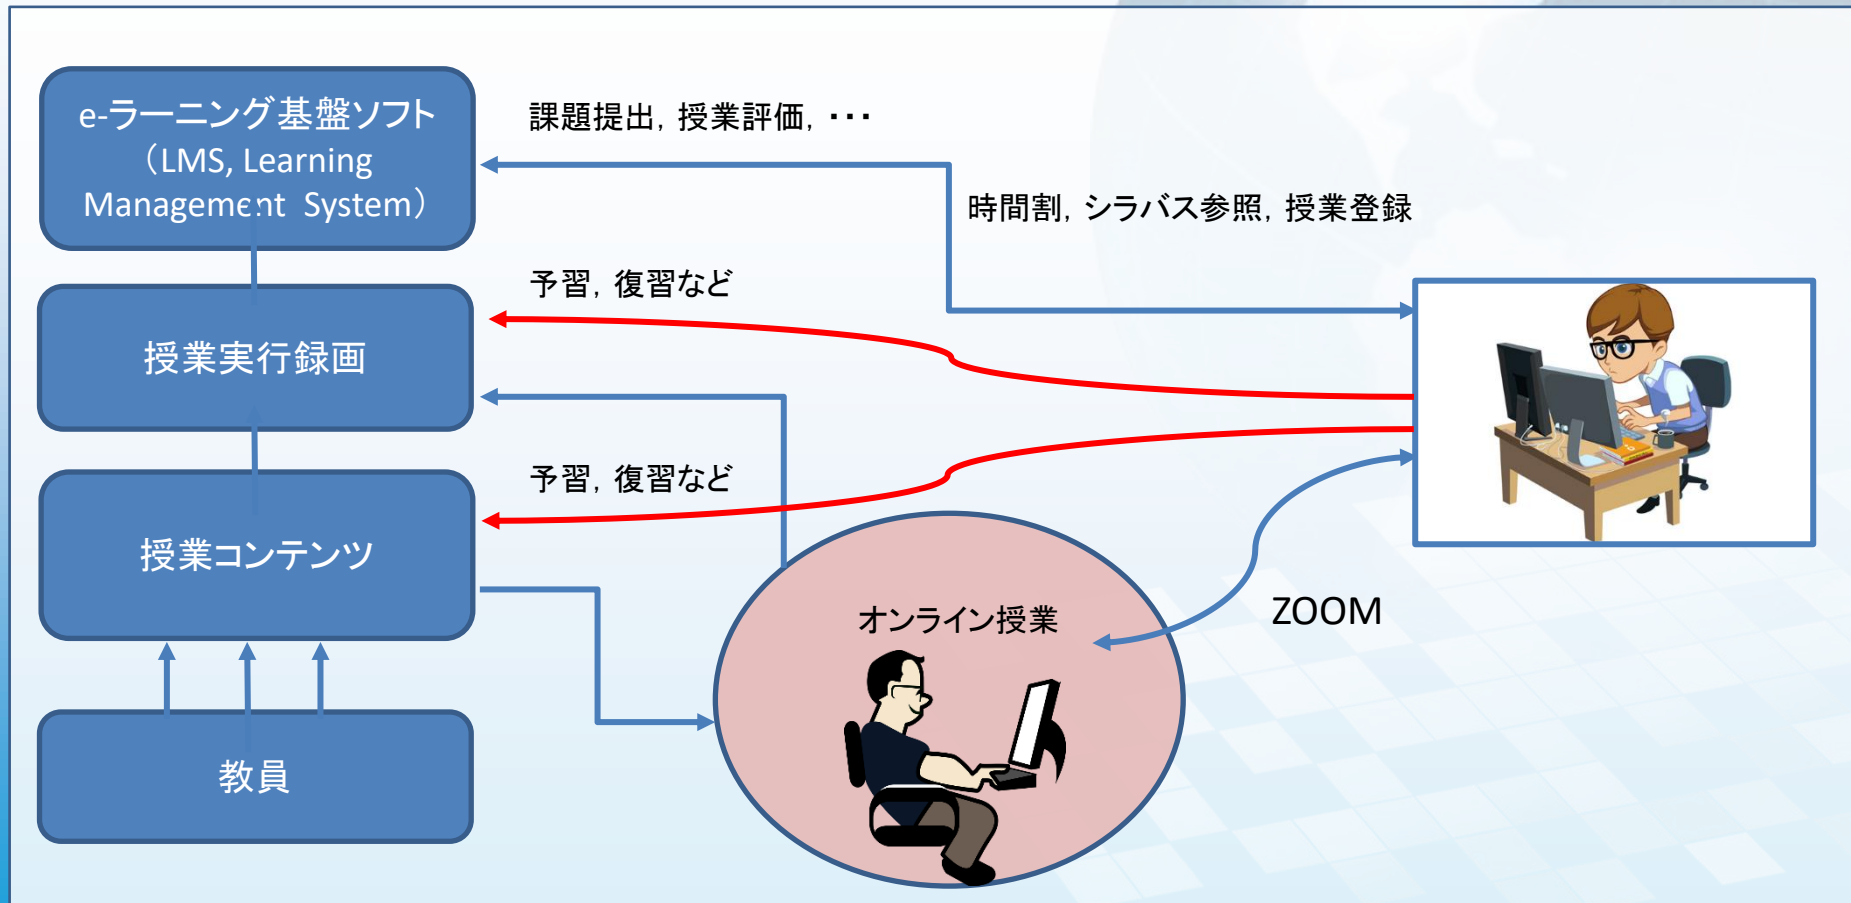 e-ラーニング基盤ソフト
（LMS, Learning
Management System）
課題提出，授業評価，・・・
時間割，シラバス参照，授業登録
予習，復習など
授業実行録画
予習，復習など
授業コンテンツ
オンライン授業
ZOOM
教員